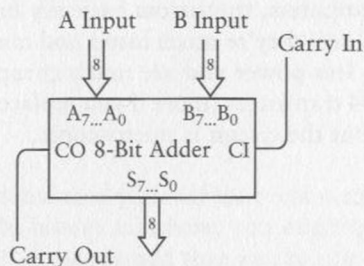 A Input B Input
Carry In
8 8
A7...A0 B7...B0
CO 8-Bit Adder CI
S7...S0
8
Carry Out